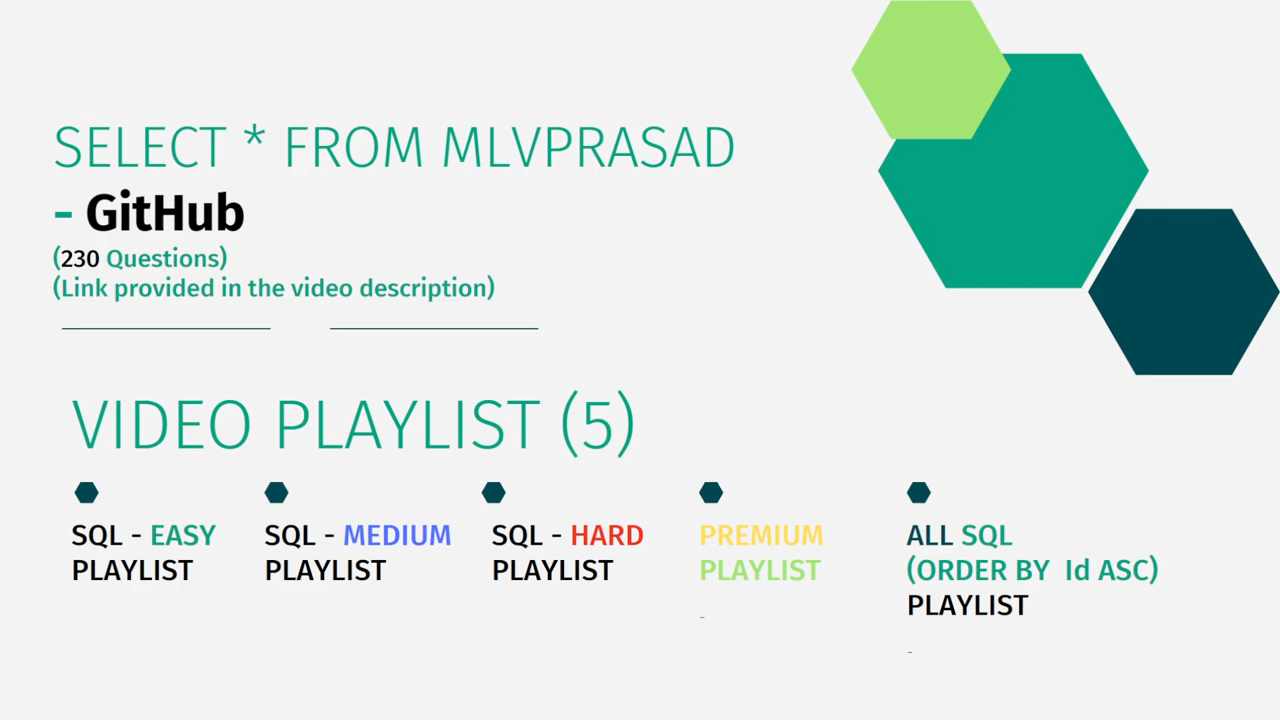 SELECT * FROM MLVPRASAD
- GitHub
(230 Questions)
(Link provided in the video description)
VIDEO PLAYLIST (5)
SQL - EASY
PLAYLIST
SQL - MEDIUM
PLAYLIST
SQL - HARD
PLAYLIST
PREMIUM
PLAYLIST
-
ALL SQL
(ORDER BY Id ASC)
PLAYLIST
-